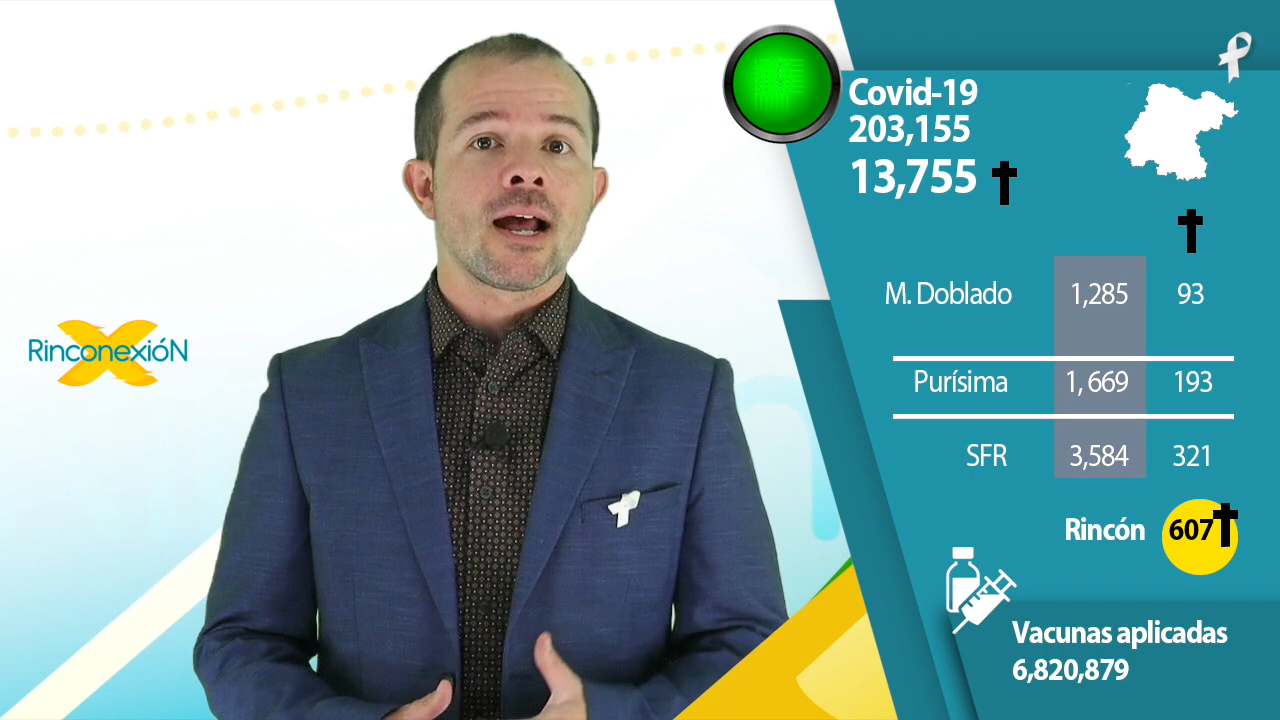 RinconexióN
Covid-19
203,155
13,755
M. Doblado 1,285 93
Purísima 1, 669 193
SFR 3,584 321
Rincón 607
Vacunas aplicadas
6,820,879